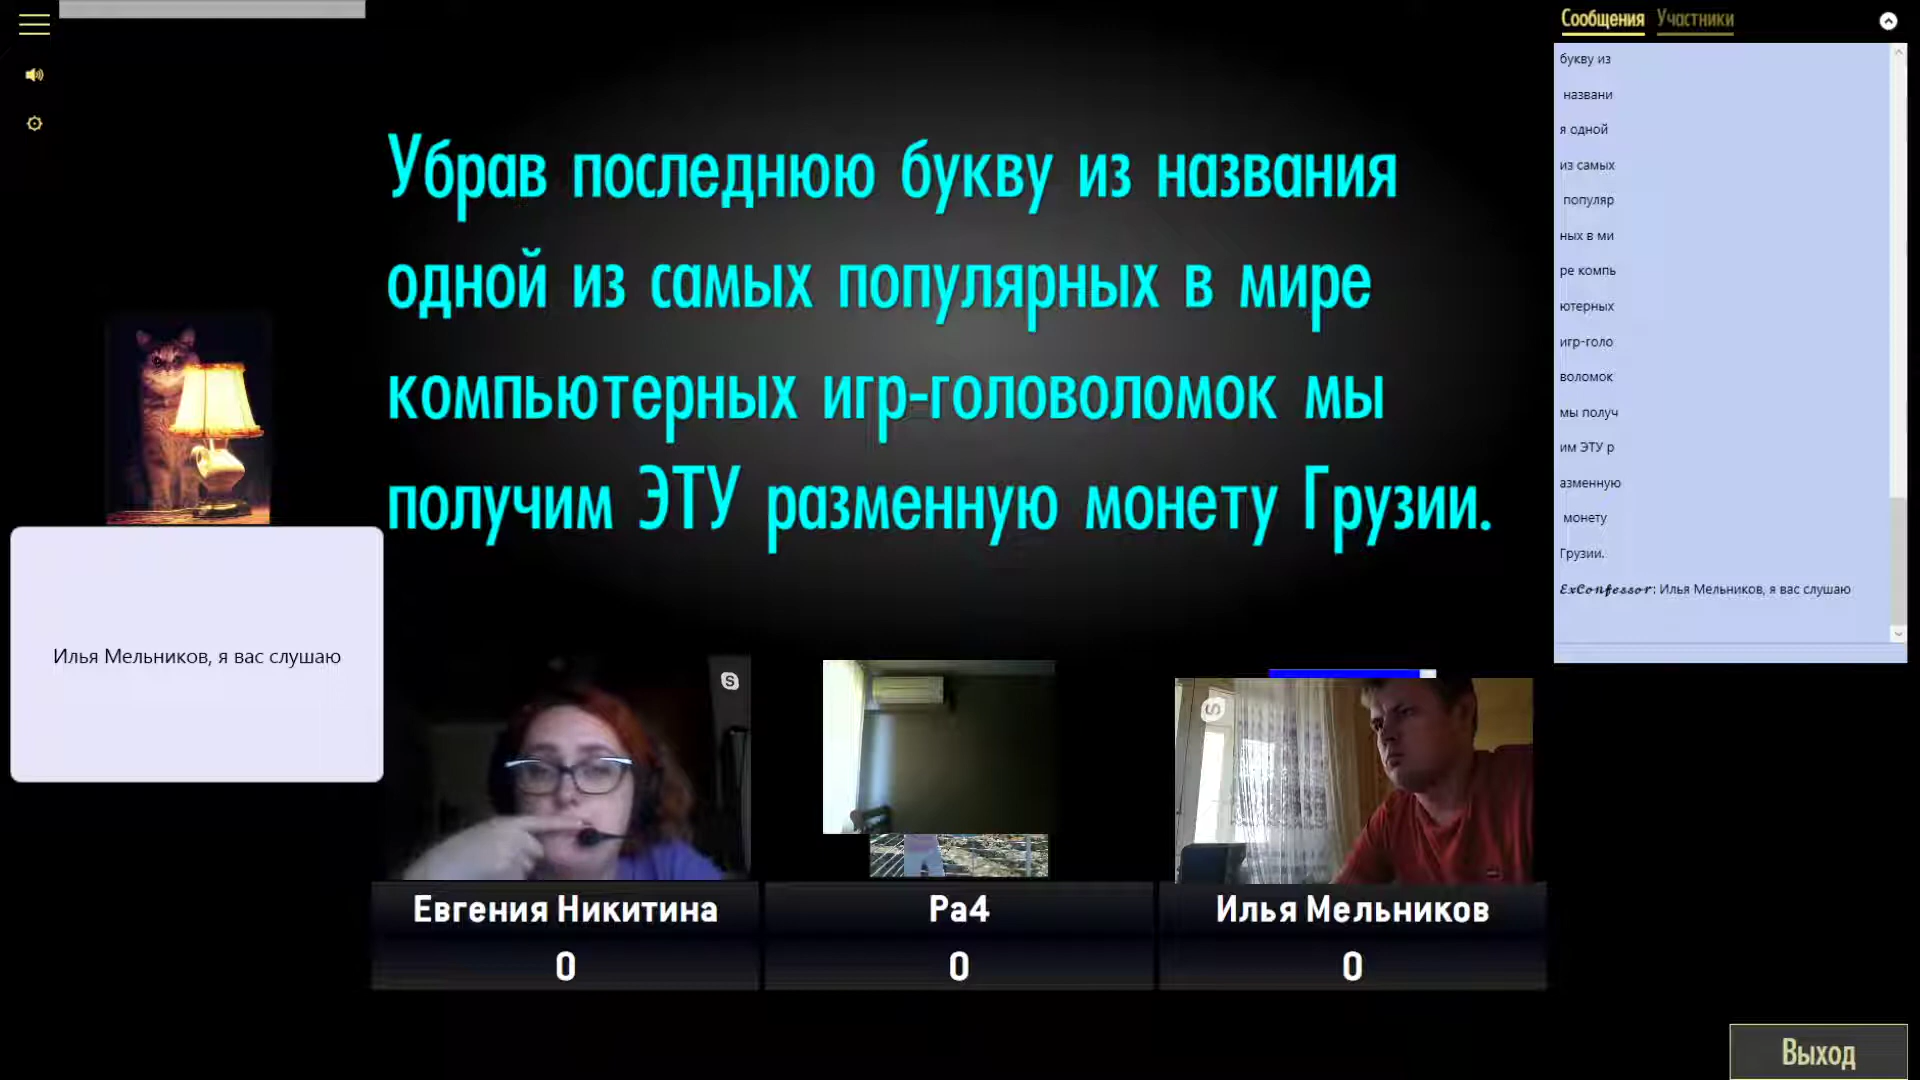 Сообщения Участники
Убрав последнюю букву из названия
одной из самых популярных в мире
компьютерных игр-головоломок мы
получим ЭТУ разменную монету Грузии.
букву из
названи
я одной
из самых
популяр
ных в ми
ре компь
ютерных
игр-голо
воломок
мы получ
им ЭТУ р
азменную
монету
Грузии.
ExConfessor: Илья Мельников, я вас слушаю
Илья Мельников, я вас слушаю
Евгения Никитина
0
Ра4
0
Илья Мельников
0
Выход